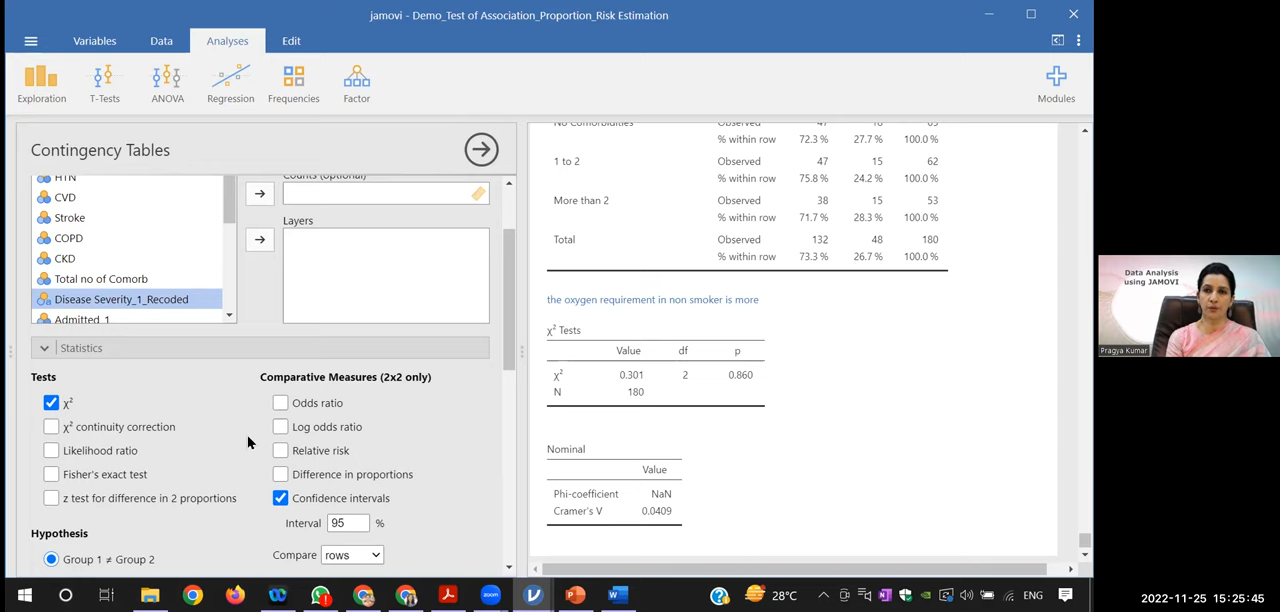 jamovi - Demo_Test of Association_Proportion_Risk Estimation
Variables Data Analyses Edit
Exploration T-Tests ANOVA Regression Frequencies Factor Modules
Contingency Tables
HTN
CVD
Stroke
COPD
CKD
Total no of Comorb
Disease Severity_1_Recoded
Admitted_1
Counts (optional)
Layers
Statistics
Tests
χ²
χ² continuity correction
Likelihood ratio
Fisher's exact test
z test for difference in 2 proportions
Hypothesis
Group 1 ≠ Group 2
Comparative Measures (2x2 only)
Odds ratio
Log odds ratio
Relative risk
Difference in proportions
Confidence intervals
Interval 95 %
Compare rows
No Comorbidities Observed 47 18 65
% within row 72.3 % 27.7 % 100.0 %
1 to 2 Observed 47 15 62
% within row 75.8 % 24.2 % 100.0 %
More than 2 Observed 38 15 53
% within row 71.7 % 28.3 % 100.0 %
Total Observed 132 48 180
% within row 73.3 % 26.7 % 100.0 %
the oxygen requirement in non smoker is more
χ² Tests
Value df p
χ² 0.301 2 0.860
N 180
Nominal
Value
Phi-coefficient NaN
Cramer's V 0.0409
Data Analysis
using JAMOVI
Pragya Kumar
zoom
28°C
ENG
2022-11-25 15:25:45